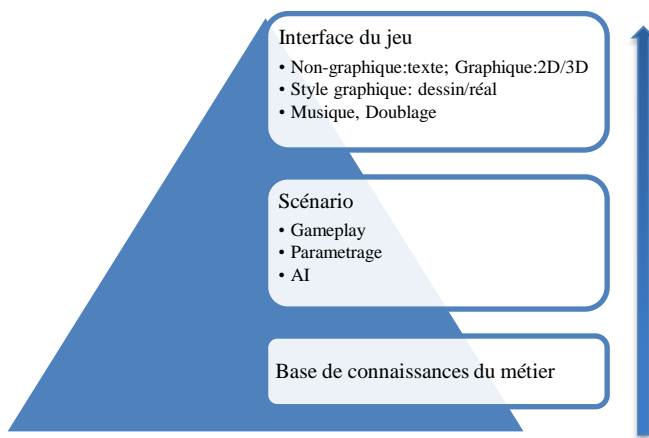 Interface du jeu
• Non-graphique:texte; Graphique:2D/3D
• Style graphique: dessin/réal
• Musique, Doublage
Scénario
• Gameplay
• Parametrage
• AI
Base de connaissances du métier